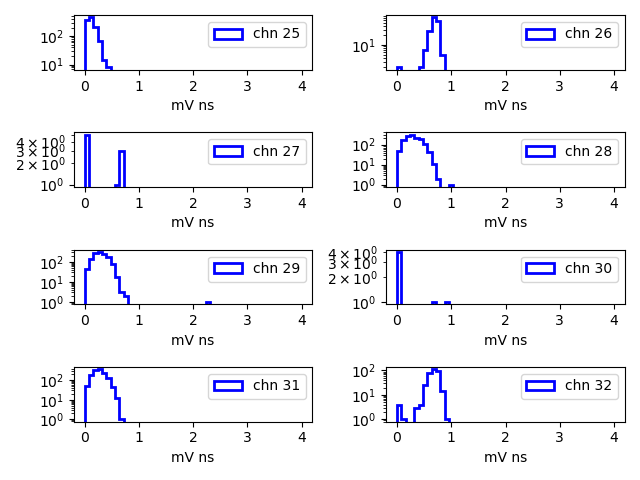 10²
10¹
chn 25
0 1 2 3 4
mV ns
10¹
chn 26
0 1 2 3 4
mV ns
4 × 10⁰
3 × 10⁰
2 × 10⁰
10⁰
chn 27
0 1 2 3 4
mV ns
10²
10¹
10⁰
chn 28
0 1 2 3 4
mV ns
10²
10¹
10⁰
chn 29
0 1 2 3 4
mV ns
4 × 10⁰
3 × 10⁰
2 × 10⁰
10⁰
chn 30
0 1 2 3 4
mV ns
10²
10¹
10⁰
chn 31
0 1 2 3 4
mV ns
10²
10¹
10⁰
chn 32
0 1 2 3 4
mV ns